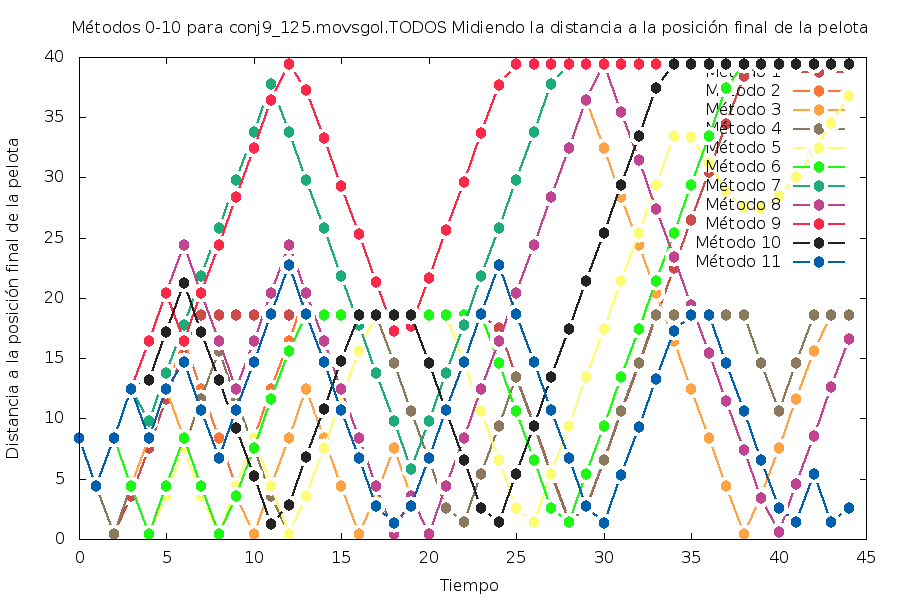 Métodos 0-10 para conj9_125.movsgol.TODOS Midiendo la distancia a la posición final de la pelota
Distancia a la posición final de la pelota
40
35
30
25
20
15
10
5
0
Método 1
Método 2
Método 3
Método 4
Método 5
Método 6
Método 7
Método 8
Método 9
Método 10
Método 11
0 5 10 15 20 25 30 35 40 45
Tiempo